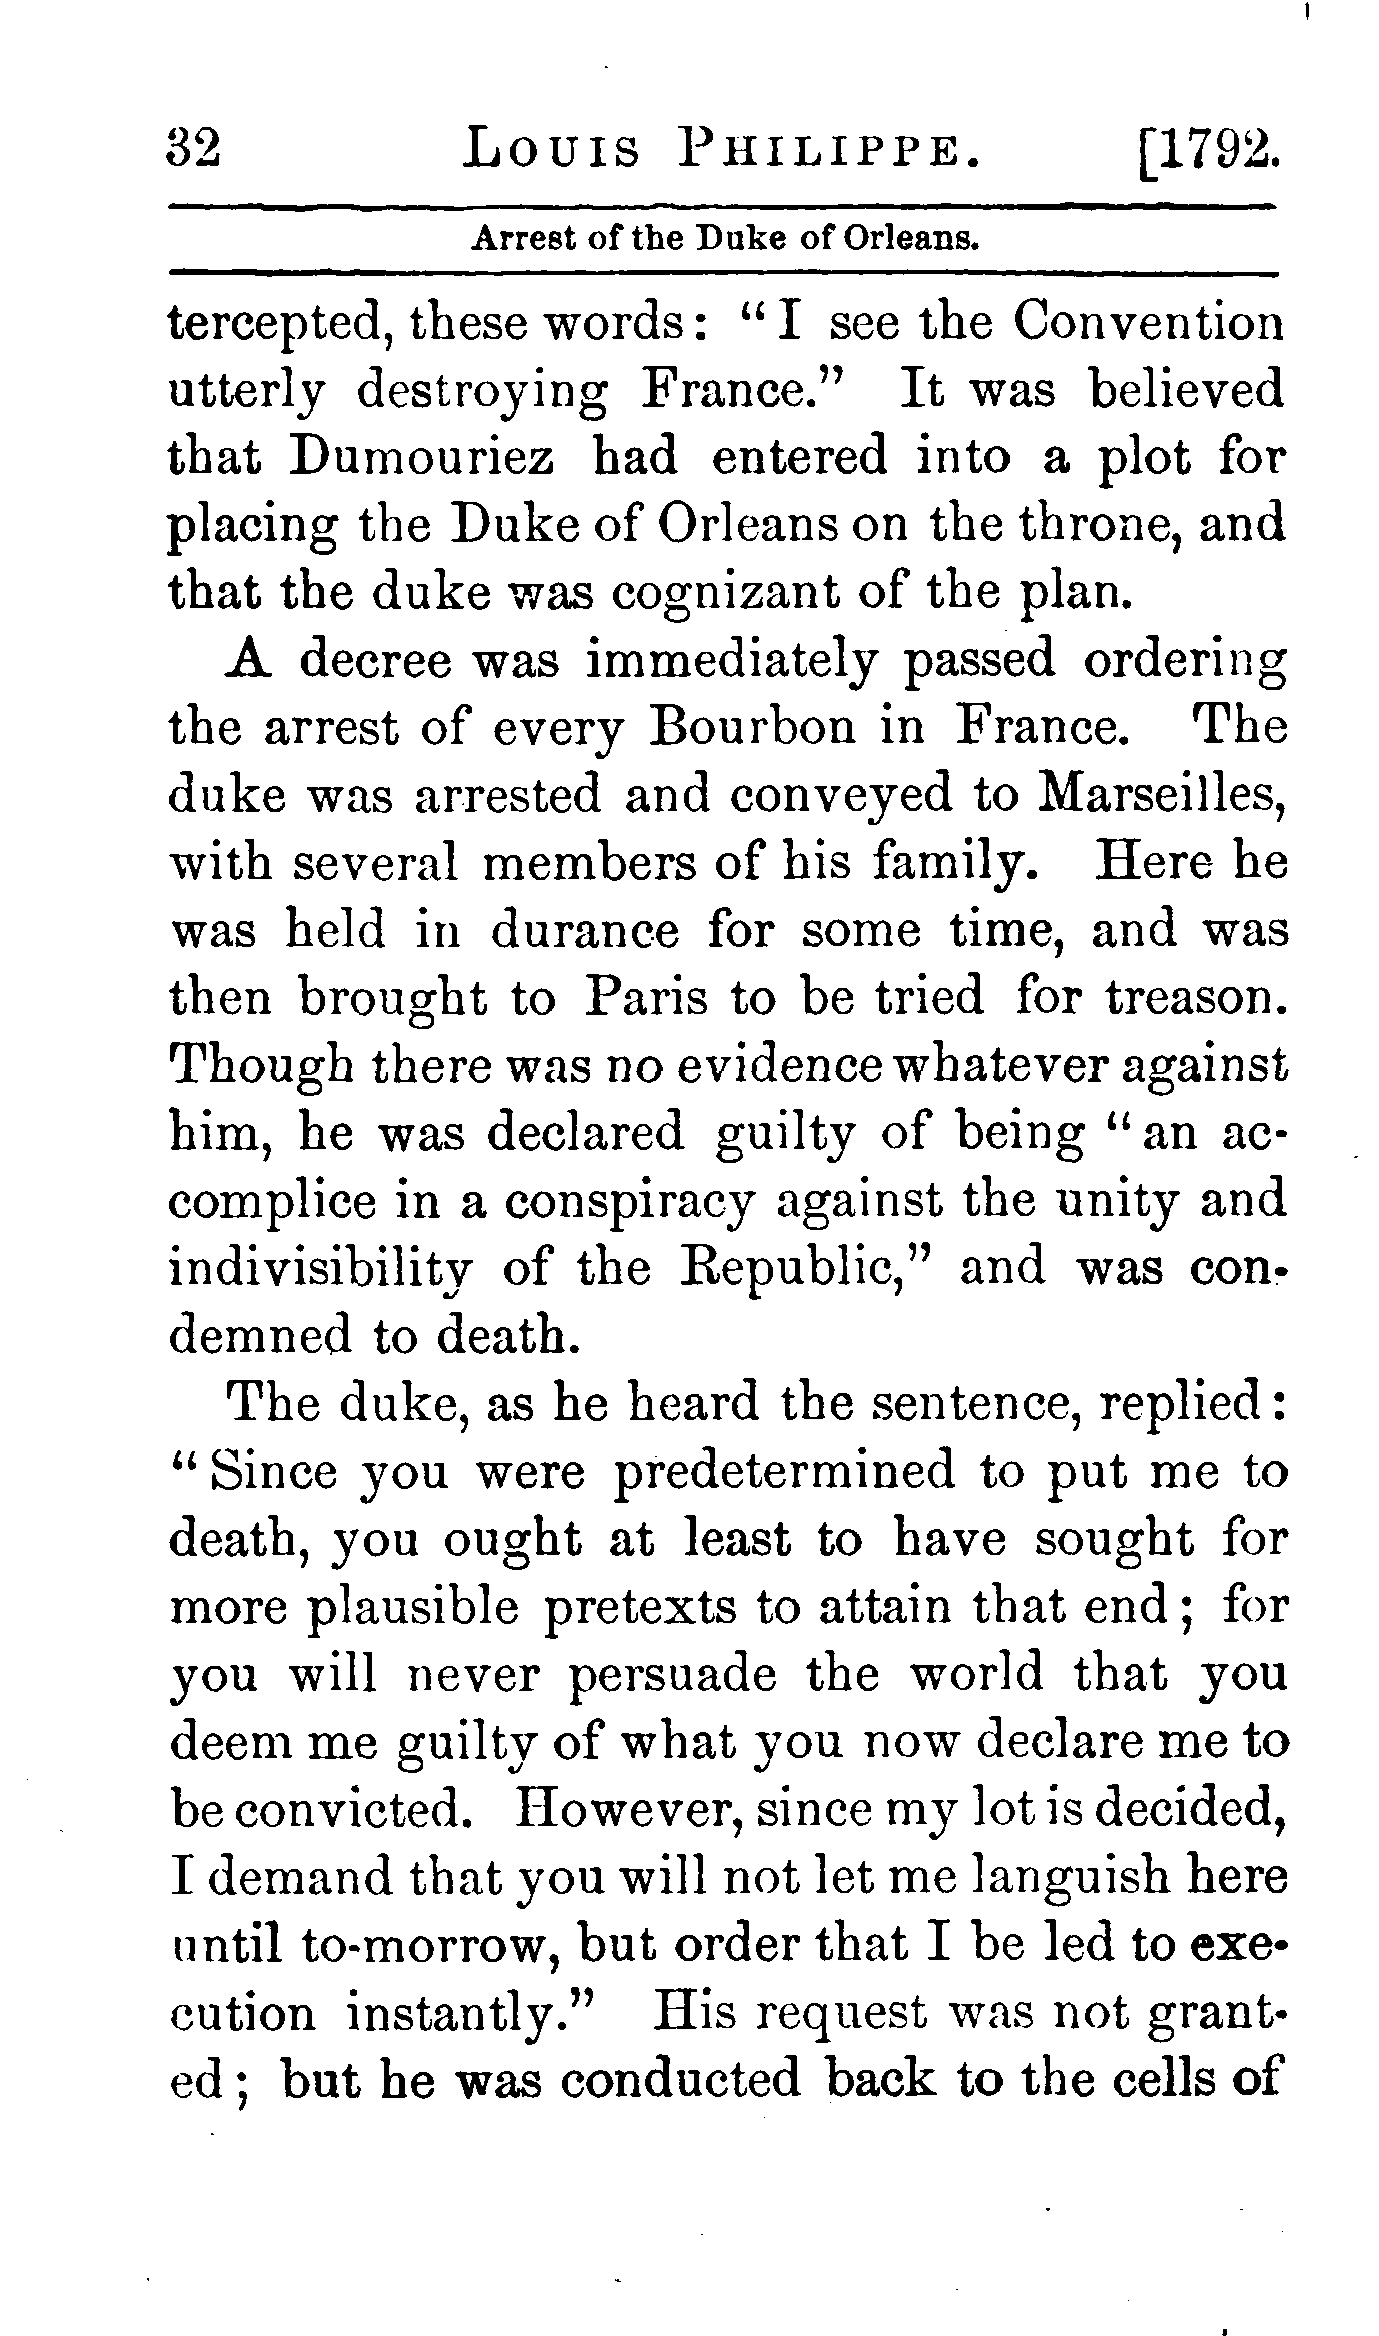 32 LOUIS PHILIPPE. [1792.
Arrest of the Duke of Orleans.
tercepted, these words: “I see the Convention
utterly destroying France.” It was believed
that Dumouriez had entered into a plot for
placing the Duke of Orleans on the throne, and
that the duke was cognizant of the plan.
A decree was immediately passed ordering
the arrest of every Bourbon in France. The
duke was arrested and conveyed to Marseilles,
with several members of his family. Here he
was held in durance for some time, and was
then brought to Paris to be tried for treason.
Though there was no evidence whatever against
him, he was declared guilty of being “an ac-
complice in a conspiracy against the unity and
indivisibility of the Republic,” and was con-
demned to death.
The duke, as he heard the sentence, replied:
“Since you were predetermined to put me to
death, you ought at least to have sought for
more plausible pretexts to attain that end; for
you will never persuade the world that you
deem me guilty of what you now declare me to
be convicted. However, since my lot is decided,
I demand that you will not let me languish here
until to-morrow, but order that I be led to exe-
cution instantly.” His request was not grant-
ed; but he was conducted back to the cells of